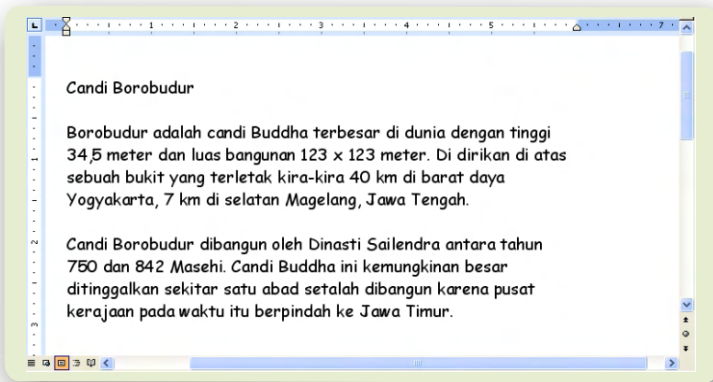 Candi Borobudur
Borobudur adalah candi Buddha terbesar di dunia dengan tinggi
34,5 meter dan luas bangunan 123 x 123 meter. Di dirikan di atas
sebuah bukit yang terletak kira-kira 40 km di barat daya
Yogyakarta, 7 km di selatan Magelang, Jawa Tengah.
Candi Borobudur dibangun oleh Dinasti Sailendra antara tahun
750 dan 842 Masehi. Candi Buddha ini kemungkinan besar
ditinggalkan sekitar satu abad setalah dibangun karena pusat
kerajaan pada waktu itu berpindah ke Jawa Timur.